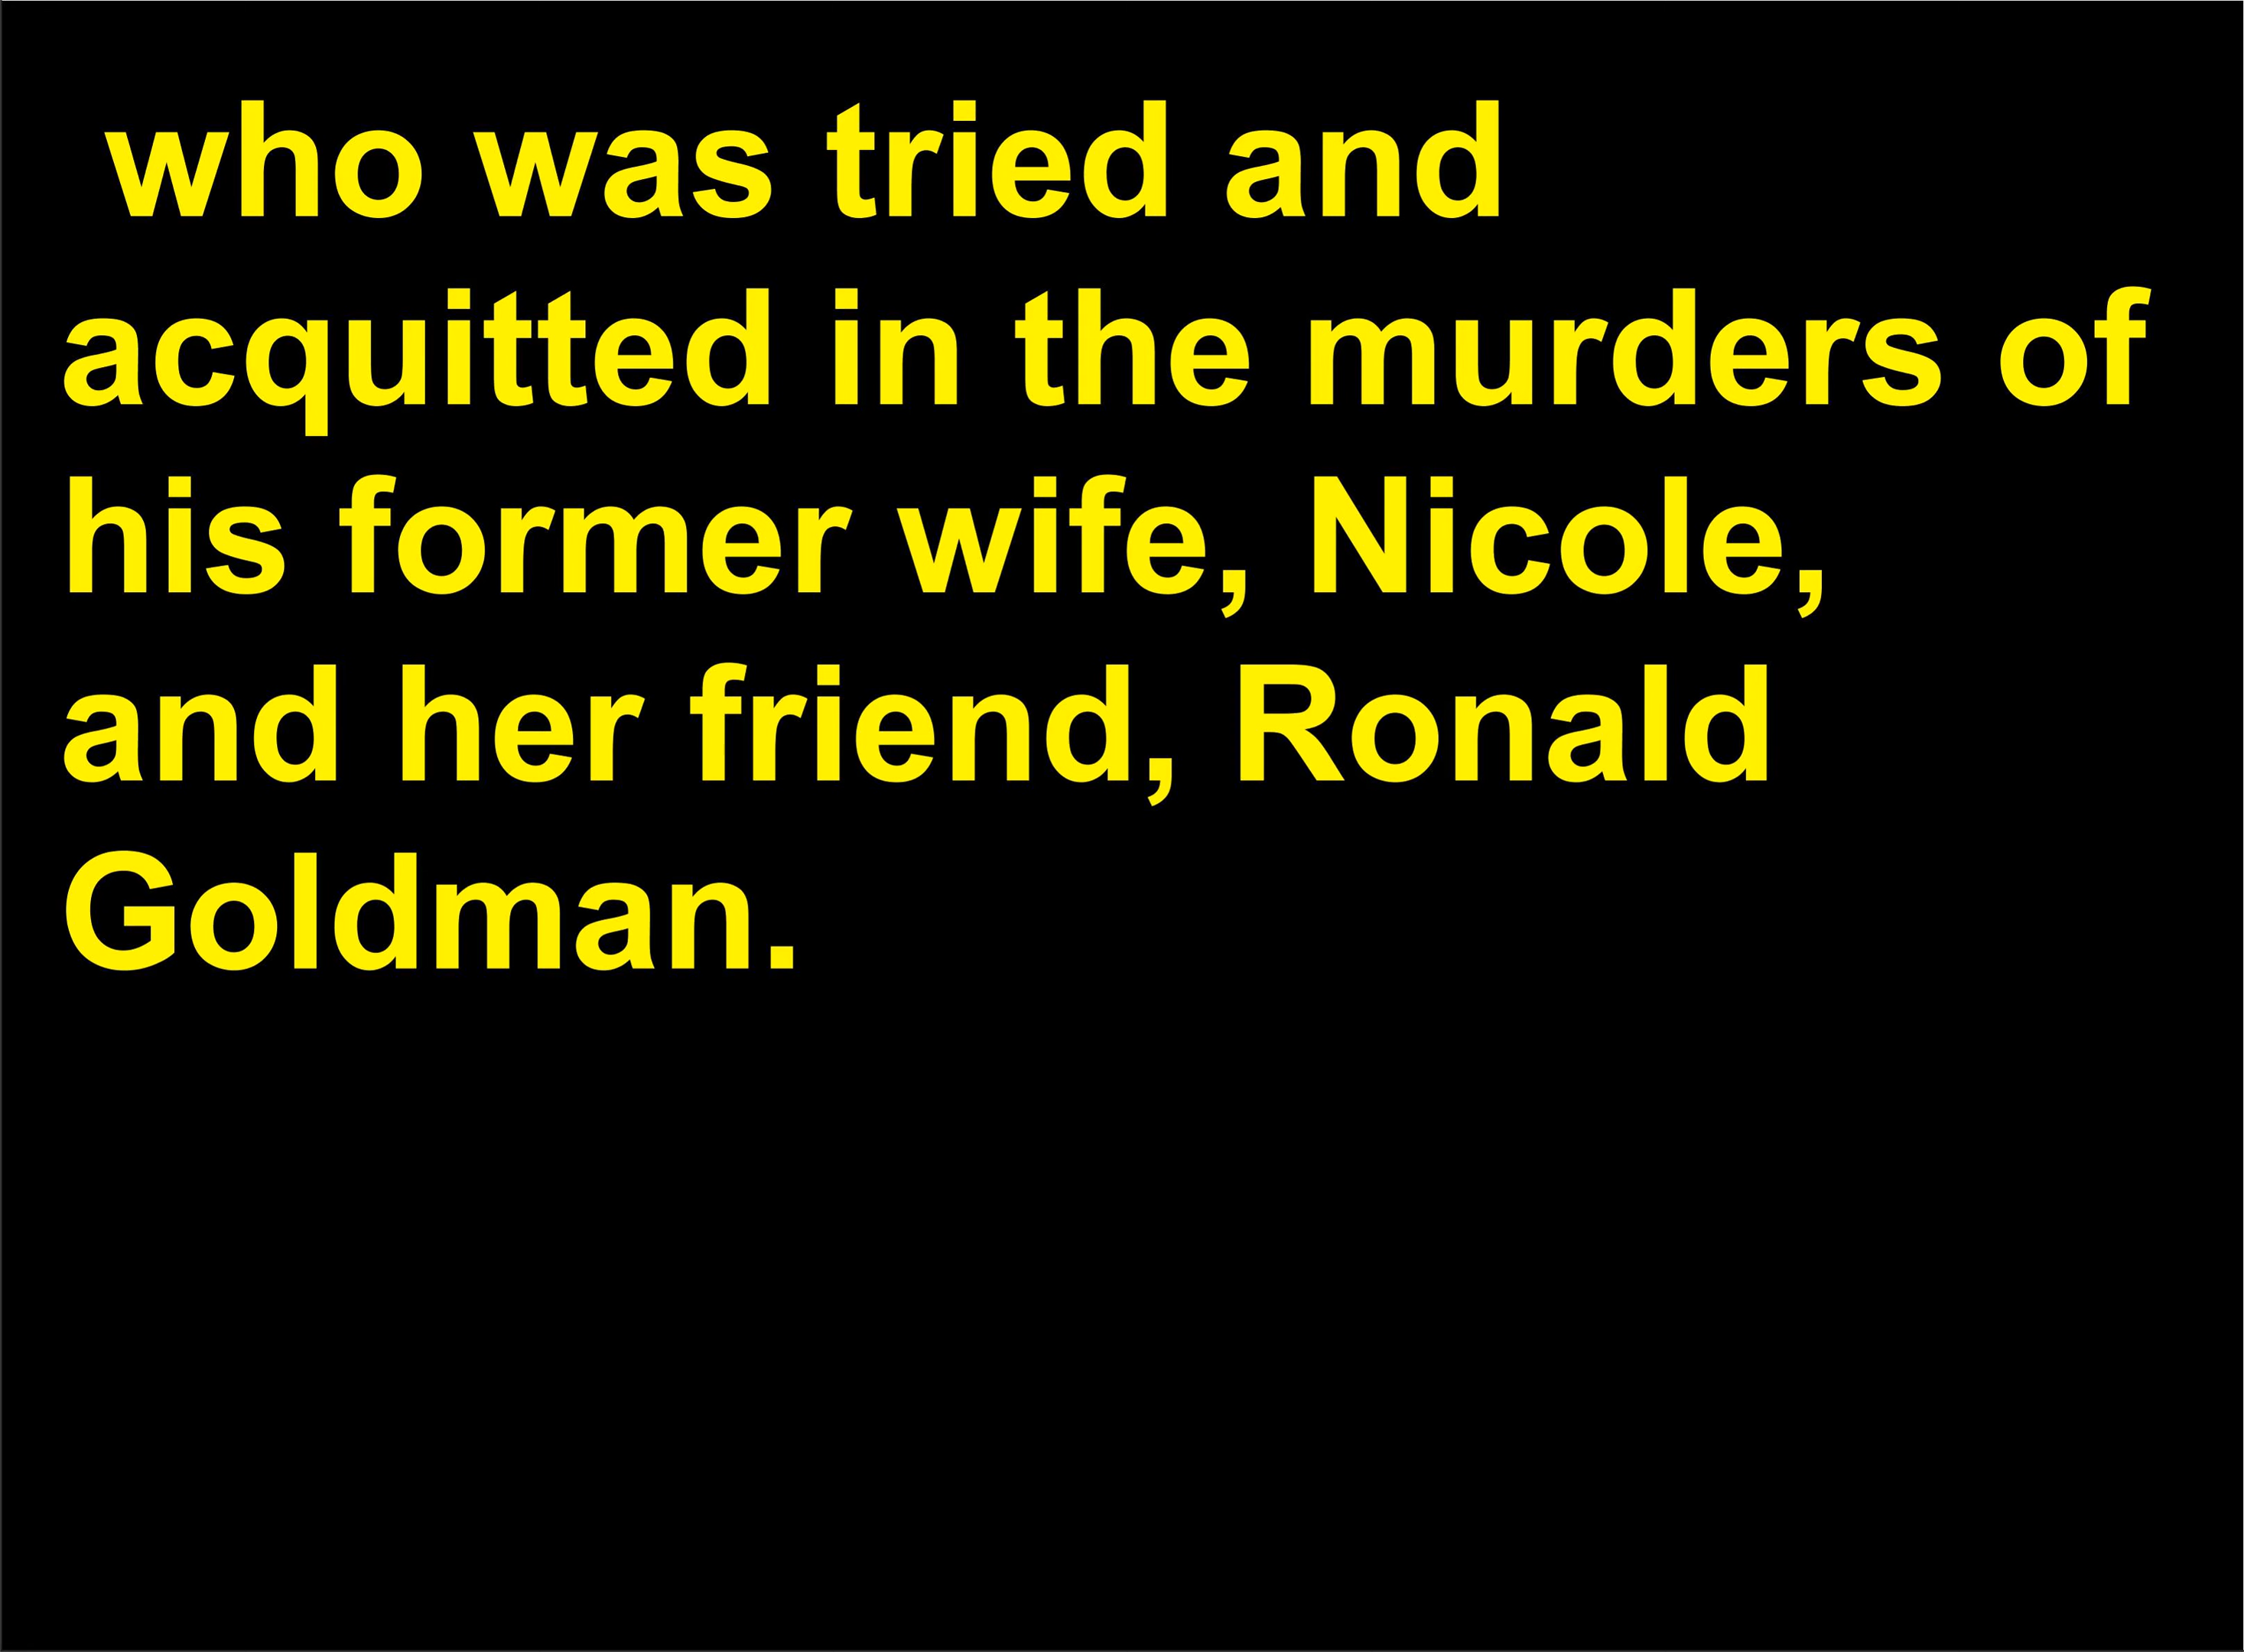 who was tried and
acquitted in the murders of
his former wife, Nicole,
and her friend, Ronald
Goldman.